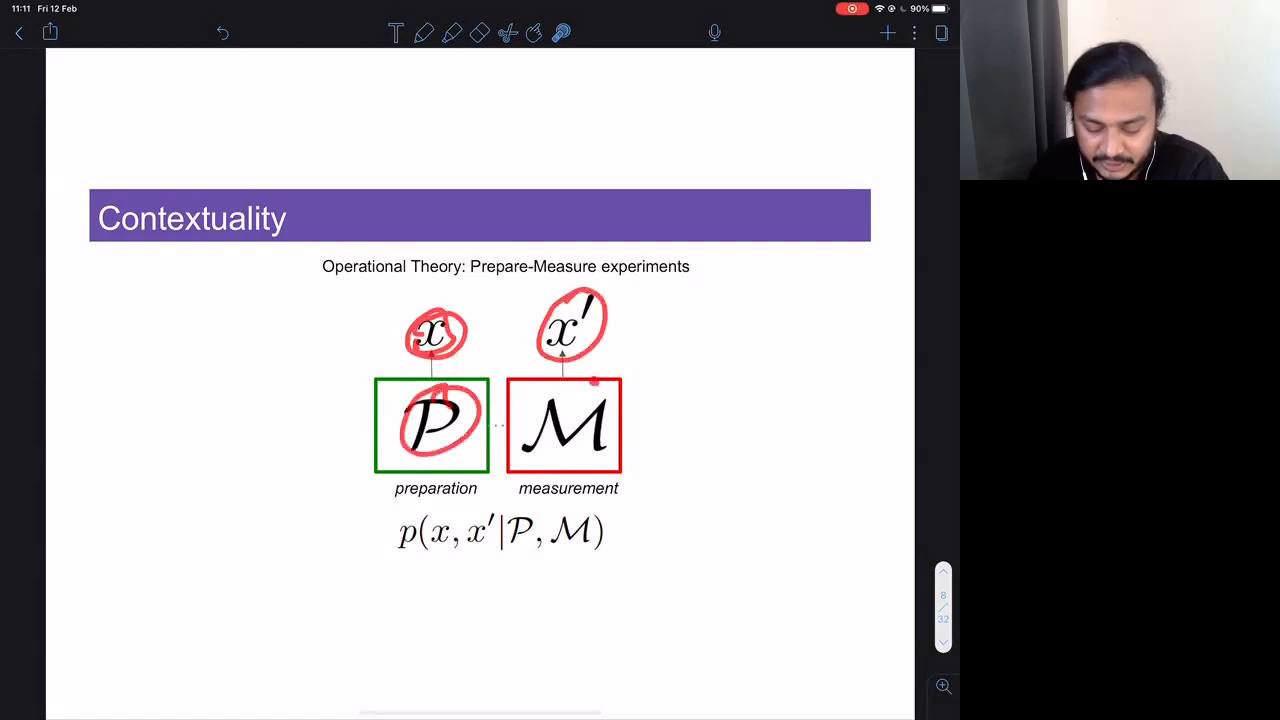 11:11 Fri 12 Feb
90%
Contextuality
Operational Theory: Prepare-Measure experiments
x x′
𝒫 ℳ
preparation measurement
p(x, x′|𝒫, ℳ)
8
/
32